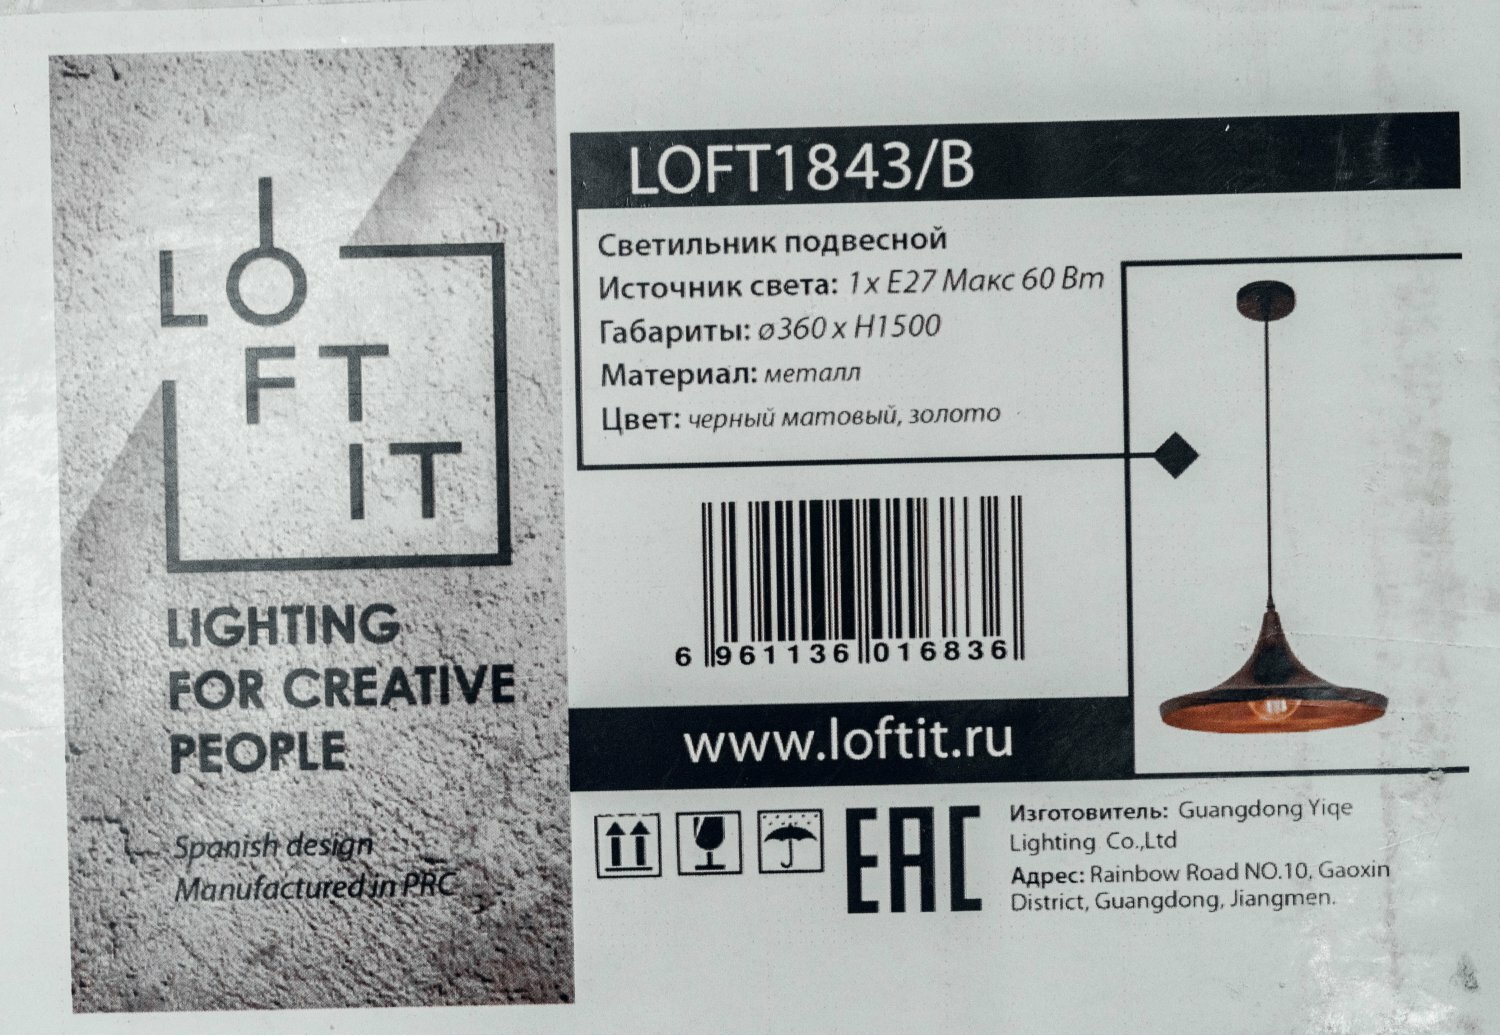 LOFT IT
LIGHTING
FOR CREATIVE
PEOPLE
Spanish design
Manufactured in PRC
LOFT1843/B
Светильник подвесной
Источник света: 1x E27 Макс 60 Вт
Габариты: ø360 x H1500
Материал: металл
Цвет: черный матовый, золото
6 961136 016836
www.loftit.ru
EAC
Изготовитель: Guangdong Yiqe
Lighting Co.,Ltd
Адрес: Rainbow Road NO.10, Gaoxin
District, Guangdong, Jiangmen.